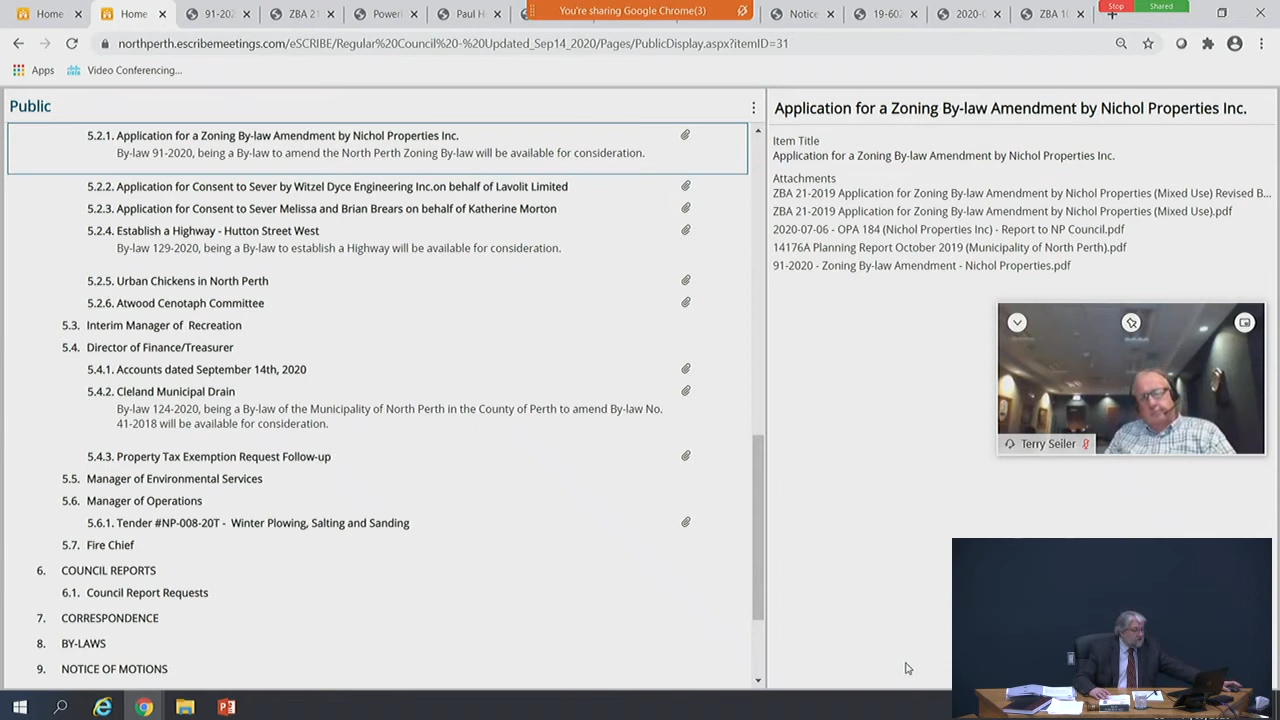 Home
Home
91-202
ZBA 21
Power
Paul H
You're sharing Google Chrome(3)
Notice
19-60
2020-0
ZBA 10
Stop
Shared
northperth.escribemeetings.com/eSCRIBE/Regular%20Council%20-%20Updated_Sep14_2020/Pages/PublicDisplay.aspx?itemID=31
Apps
Video Conferencing...
Public
5.2.1. Application for a Zoning By-law Amendment by Nichol Properties Inc.
By-law 91-2020, being a By-law to amend the North Perth Zoning By-law will be available for consideration.
5.2.2. Application for Consent to Sever by Witzel Dyce Engineering Inc.on behalf of Lavolit Limited
5.2.3. Application for Consent to Sever Melissa and Brian Brears on behalf of Katherine Morton
5.2.4. Establish a Highway - Hutton Street West
By-law 129-2020, being a By-law to establish a Highway will be available for consideration.
5.2.5. Urban Chickens in North Perth
5.2.6. Atwood Cenotaph Committee
5.3. Interim Manager of Recreation
5.4. Director of Finance/Treasurer
5.4.1. Accounts dated September 14th, 2020
5.4.2. Cleland Municipal Drain
By-law 124-2020, being a By-law of the Municipality of North Perth in the County of Perth to amend By-law No.
41-2018 will be available for consideration.
5.4.3. Property Tax Exemption Request Follow-up
5.5. Manager of Environmental Services
5.6. Manager of Operations
5.6.1. Tender #NP-008-20T - Winter Plowing, Salting and Sanding
5.7. Fire Chief
6. COUNCIL REPORTS
6.1. Council Report Requests
7. CORRESPONDENCE
8. BY-LAWS
9. NOTICE OF MOTIONS
Application for a Zoning By-law Amendment by Nichol Properties Inc.
Item Title
Application for a Zoning By-law Amendment by Nichol Properties Inc.
Attachments
ZBA 21-2019 Application for Zoning By-law Amendment by Nichol Properties (Mixed Use) Revised B...
ZBA 21-2019 Application for Zoning By-law Amendment by Nichol Properties (Mixed Use).pdf
2020-07-06 - OPA 184 (Nichol Properties Inc) - Report to NP Council.pdf
14176A Planning Report October 2019 (Municipality of North Perth).pdf
91-2020 - Zoning By-law Amendment - Nichol Properties.pdf
Terry Seiler